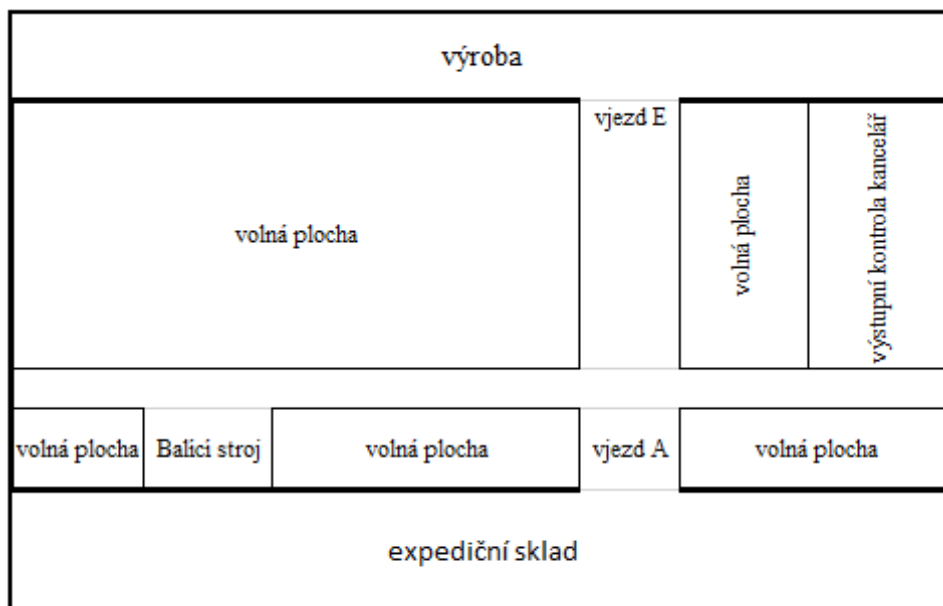 výroba
vjezd E
volná plocha
volná plocha
výstupní kontrola kancelář
volná plocha
Balici stroj
volná plocha
vjezd A
volná plocha
expediční sklad